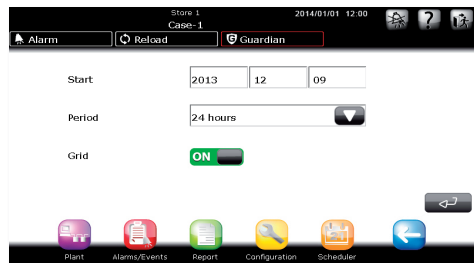 Store 1 2014/01/01 12:00
Case-1
Alarm Reload Guardian
Start 2013 12 09
Period 24 hours
Grid ON
Plant Alarms/Events Report Configuration Scheduler